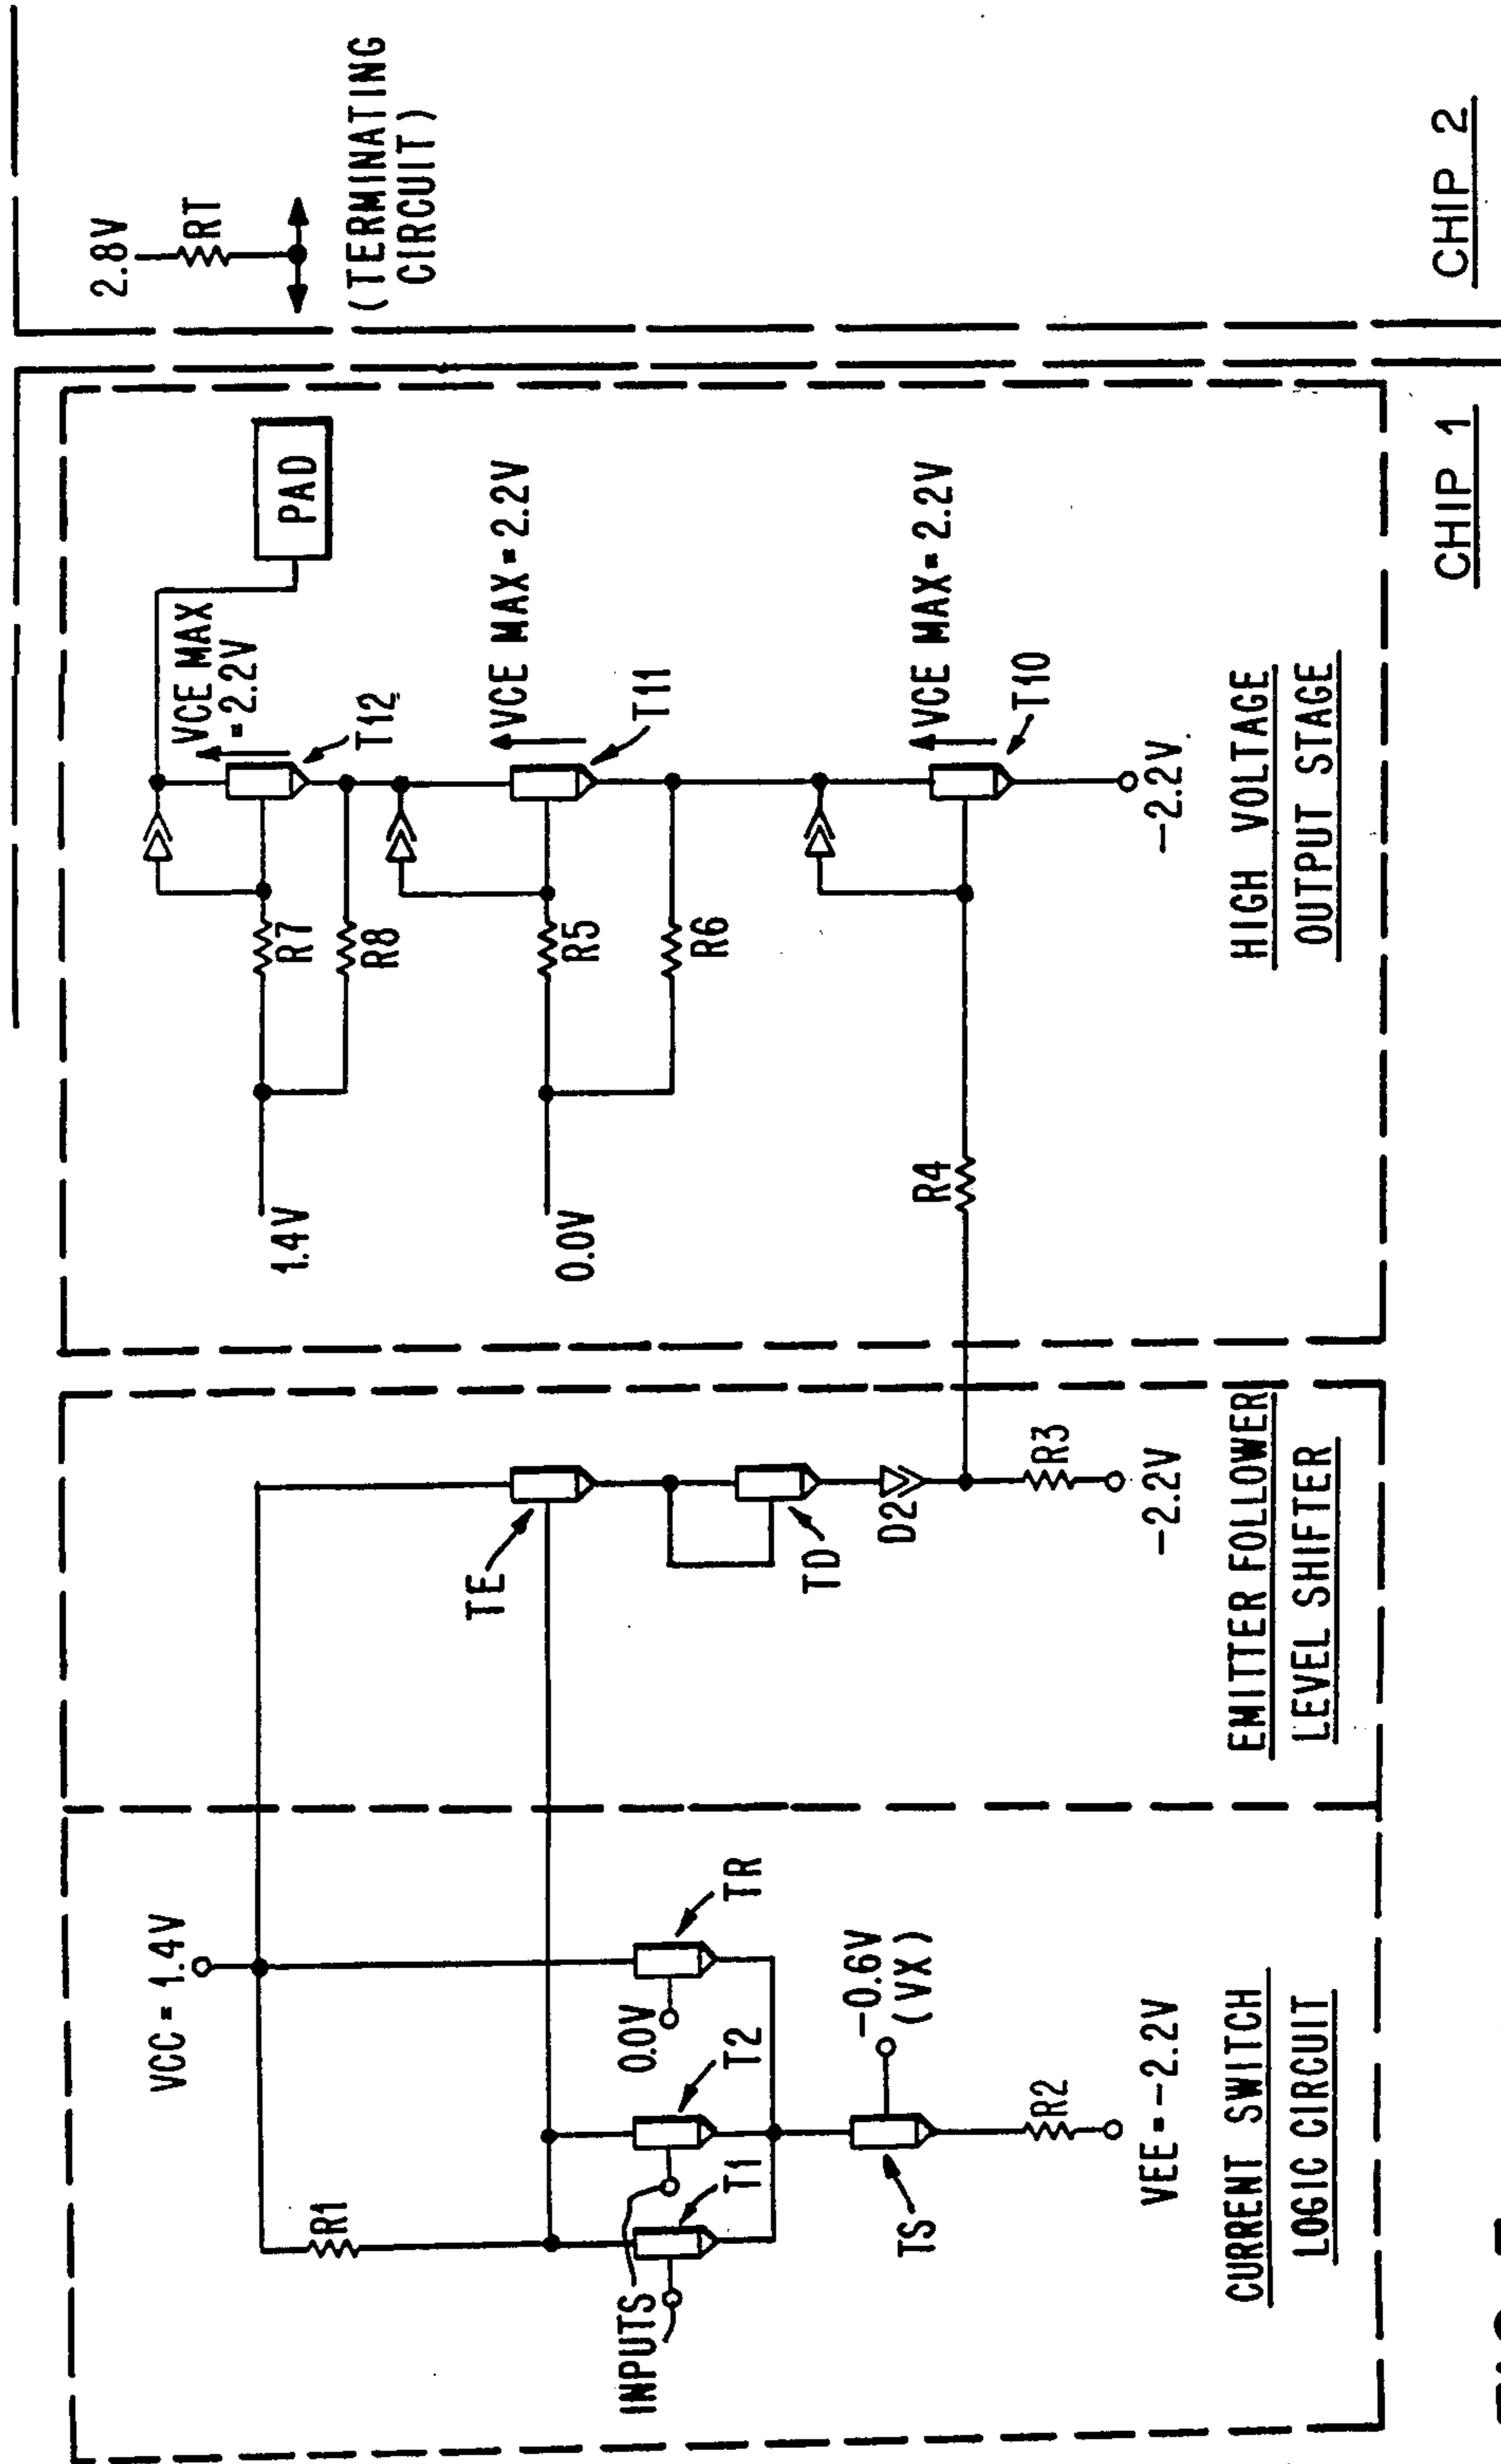 VCC = 1.4V
R1
INPUTS
T1
T2
0.0V
TR
TS
-0.6V
(VX)
R2
VEE = -2.2V
CURRENT SWITCH
LOGIC CIRCUIT
TE
TD
D2
R3
-2.2V
EMITTER FOLLOWER
LEVEL SHIFTER
1.4V
R7
R8
0.0V
R5
R6
R4
VCE MAX
= 2.2V
T12
PAD
VCE MAX = 2.2V
T11
VCE MAX = 2.2V
T10
-2.2V
HIGH VOLTAGE
OUTPUT STAGE
CHIP 1
2.8V
RT
(TERMINATING
CIRCUIT)
CHIP 2